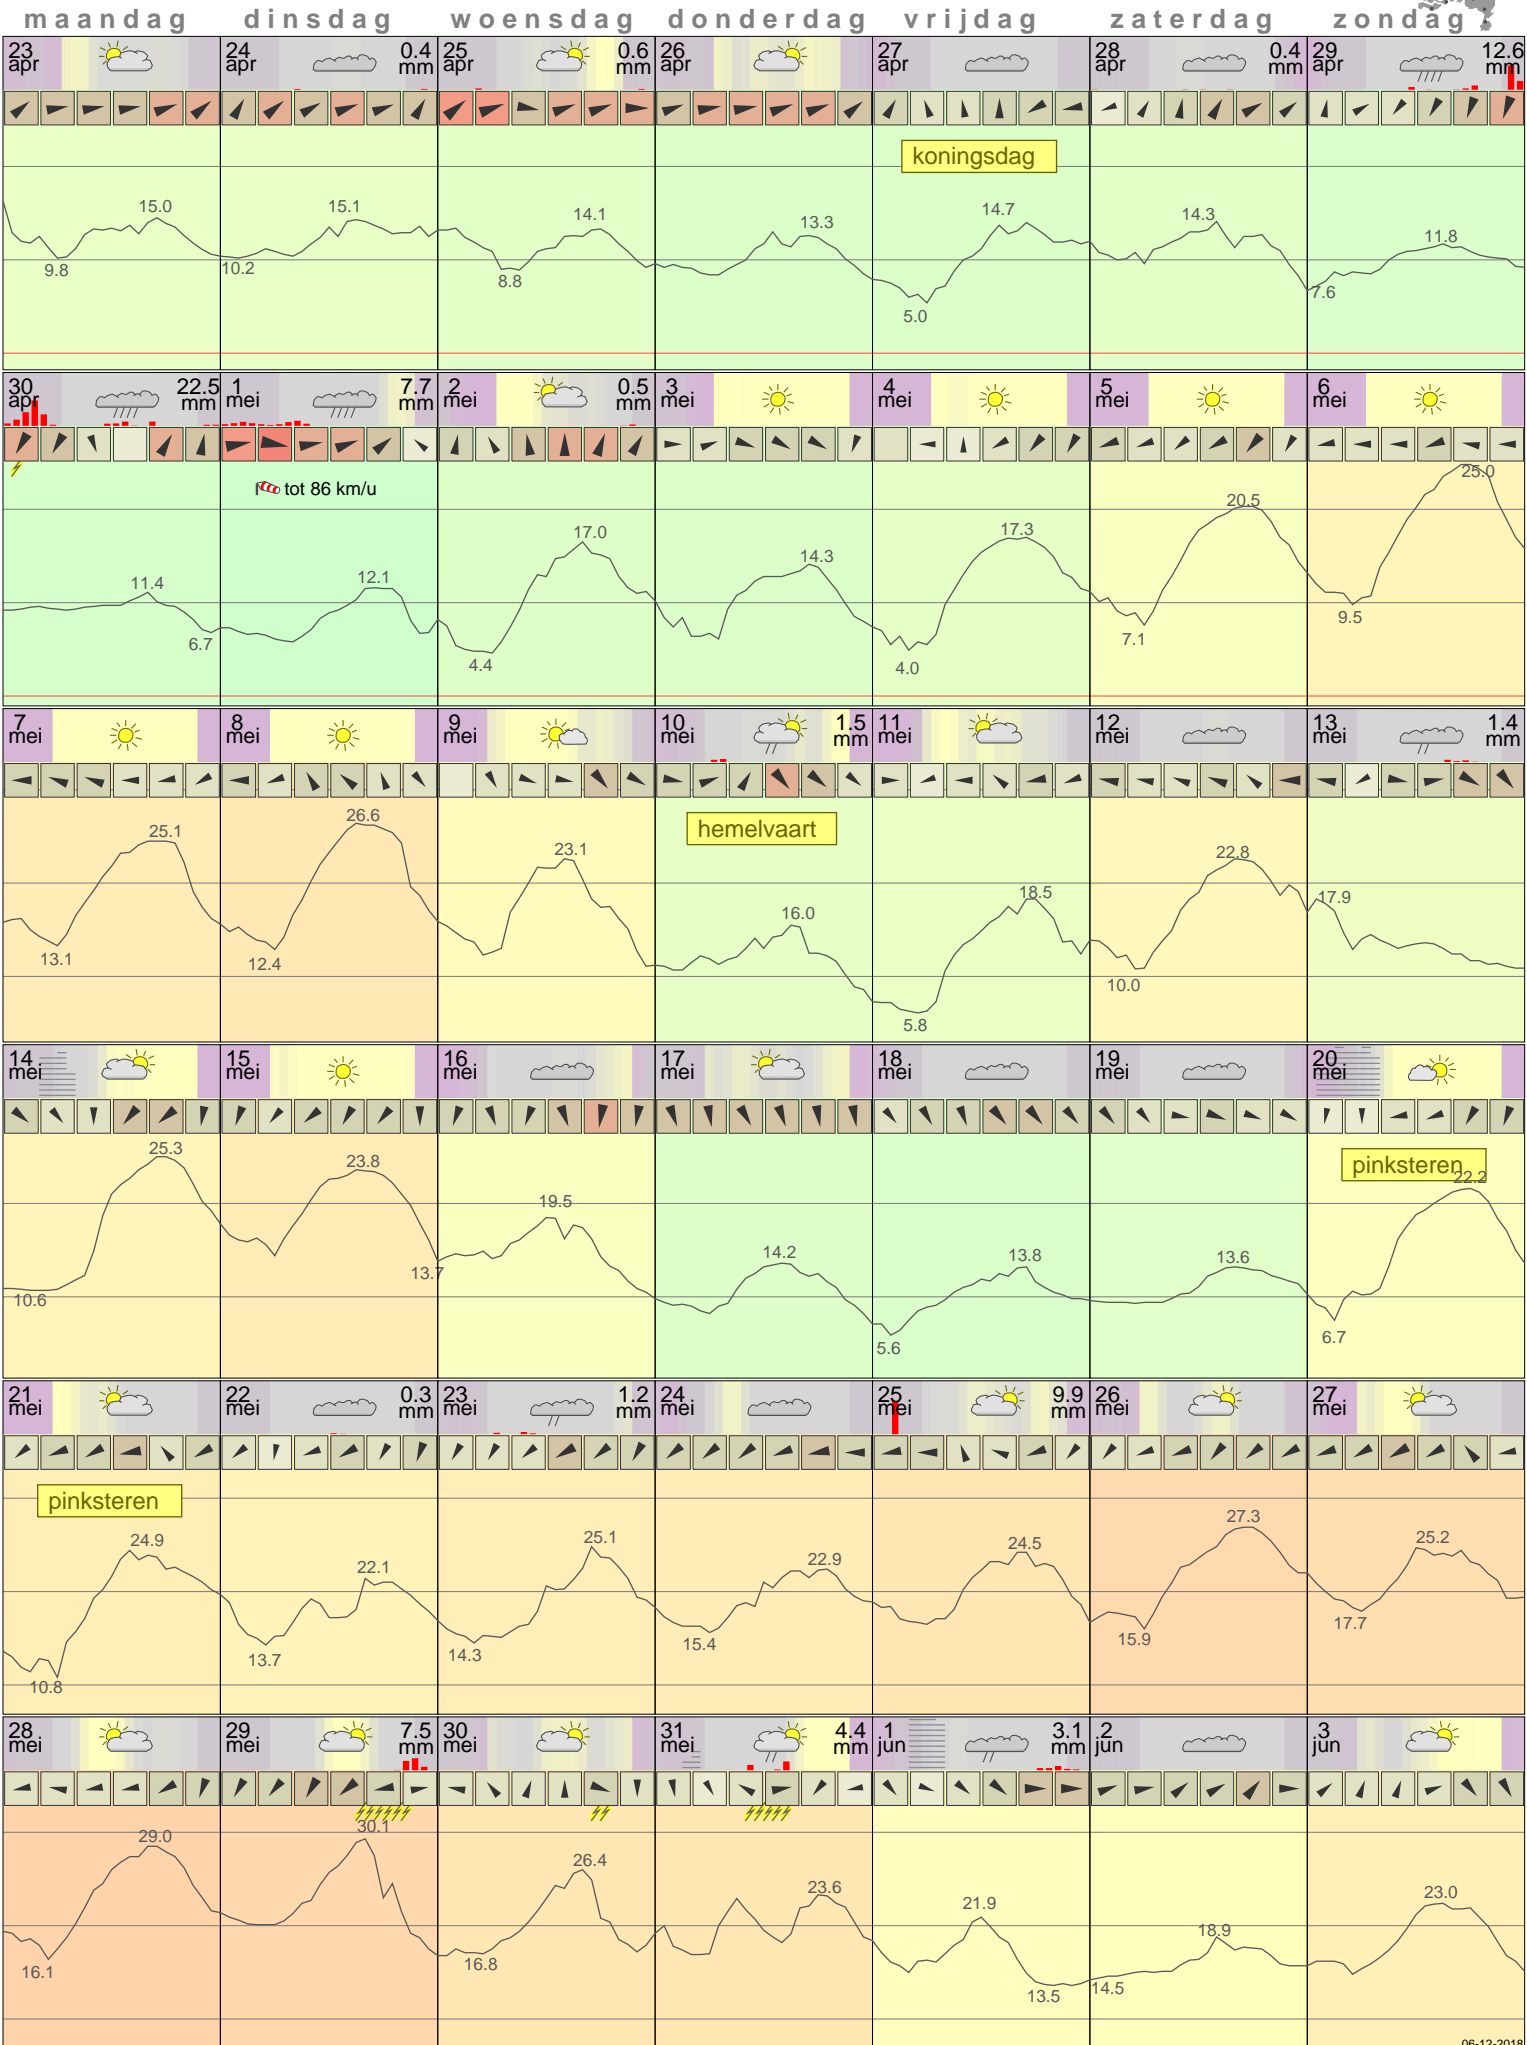 maandag dinsdag woensdag donderdag vrijdag zaterdag zondag
23 24 0.4 25 0.6 26 27 28 0.4 29 12.6
apr apr mm apr mm apr apr apr mm apr mm
koningsdag
15.0 15.1 14.1 13.3 14.7 14.3 11.8
9.8 10.2 8.8 5.0 7.6
30 22.5 1 7.7 2 0.5 3 4 5 6
apr mm mei mm mei mm mei mei mei mei
tot 86 km/u
11.4 12.1 17.0 14.3 17.3 20.5 25.0
6.7 4.4 4.0 7.1 9.5
7 8 9 10 1.5 11 12 13 1.4
mei mei mei mei mm mei mei mei mm
hemelvaart
25.1 26.6 23.1 16.0 18.5 22.8 17.9
13.1 12.4 5.8 10.0
14 15 16 17 18 19 20
mei mei mei mei mei mei mei
pinksteren
25.3 23.8 19.5 14.2 13.8 13.6 22.2
10.6 13.7 5.6 6.7
21 22 0.3 23 1.2 24 25 9.9 26 27
mei mei mm mei mm mei mei mm mei mei
pinksteren
24.9 22.1 25.1 22.9 24.5 27.3 25.2
10.8 13.7 14.3 15.4 15.9 17.7
28 29 7.5 30 31 4.4 1 3.1 2 3
mei mei mm mei mei mm jun mm jun jun
29.0 30.1 26.4 23.6 21.9 18.9 23.0
16.1 16.8 13.5 14.5
06-12-2018